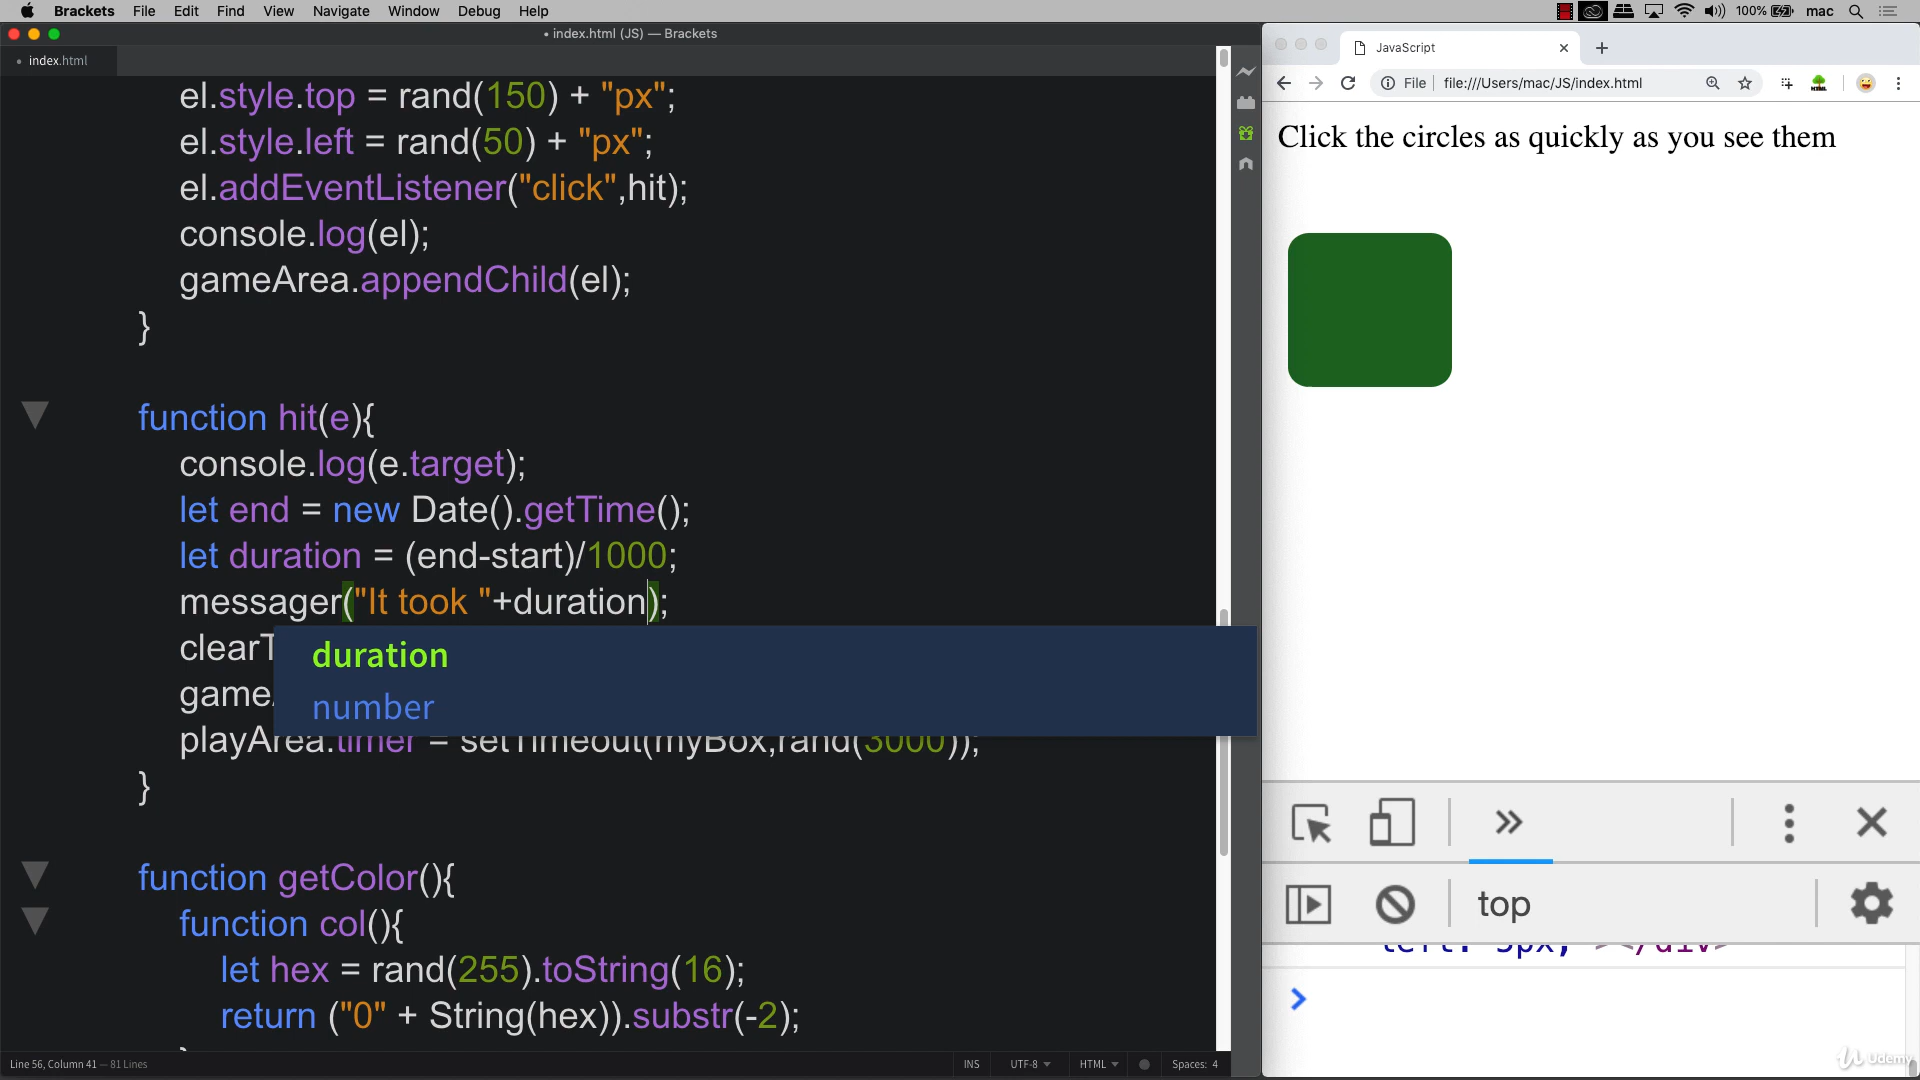 Brackets File Edit Find View Navigate Window Debug Help
100% mac
• index.html (JS) — Brackets
• index.html
el.style.top = rand(150) + "px";
el.style.left = rand(50) + "px";
el.addEventListener("click",hit);
console.log(el);
gameArea.appendChild(el);
}
function hit(e){
console.log(e.target);
let end = new Date().getTime();
let duration = (end-start)/1000;
messager("It took "+duration);
duration
number
playArea.timer = setTimeout(myBox,rand(3000));
}
function getColor(){
function col(){
let hex = rand(255).toString(16);
return ("0" + String(hex)).substr(-2);
Line 56, Column 41 — 81 Lines
INS UTF-8 HTML Spaces: 4
JavaScript
File file:///Users/mac/JS/index.html
Click the circles as quickly as you see them
top
left: 5px; "></div>
>
Udemy